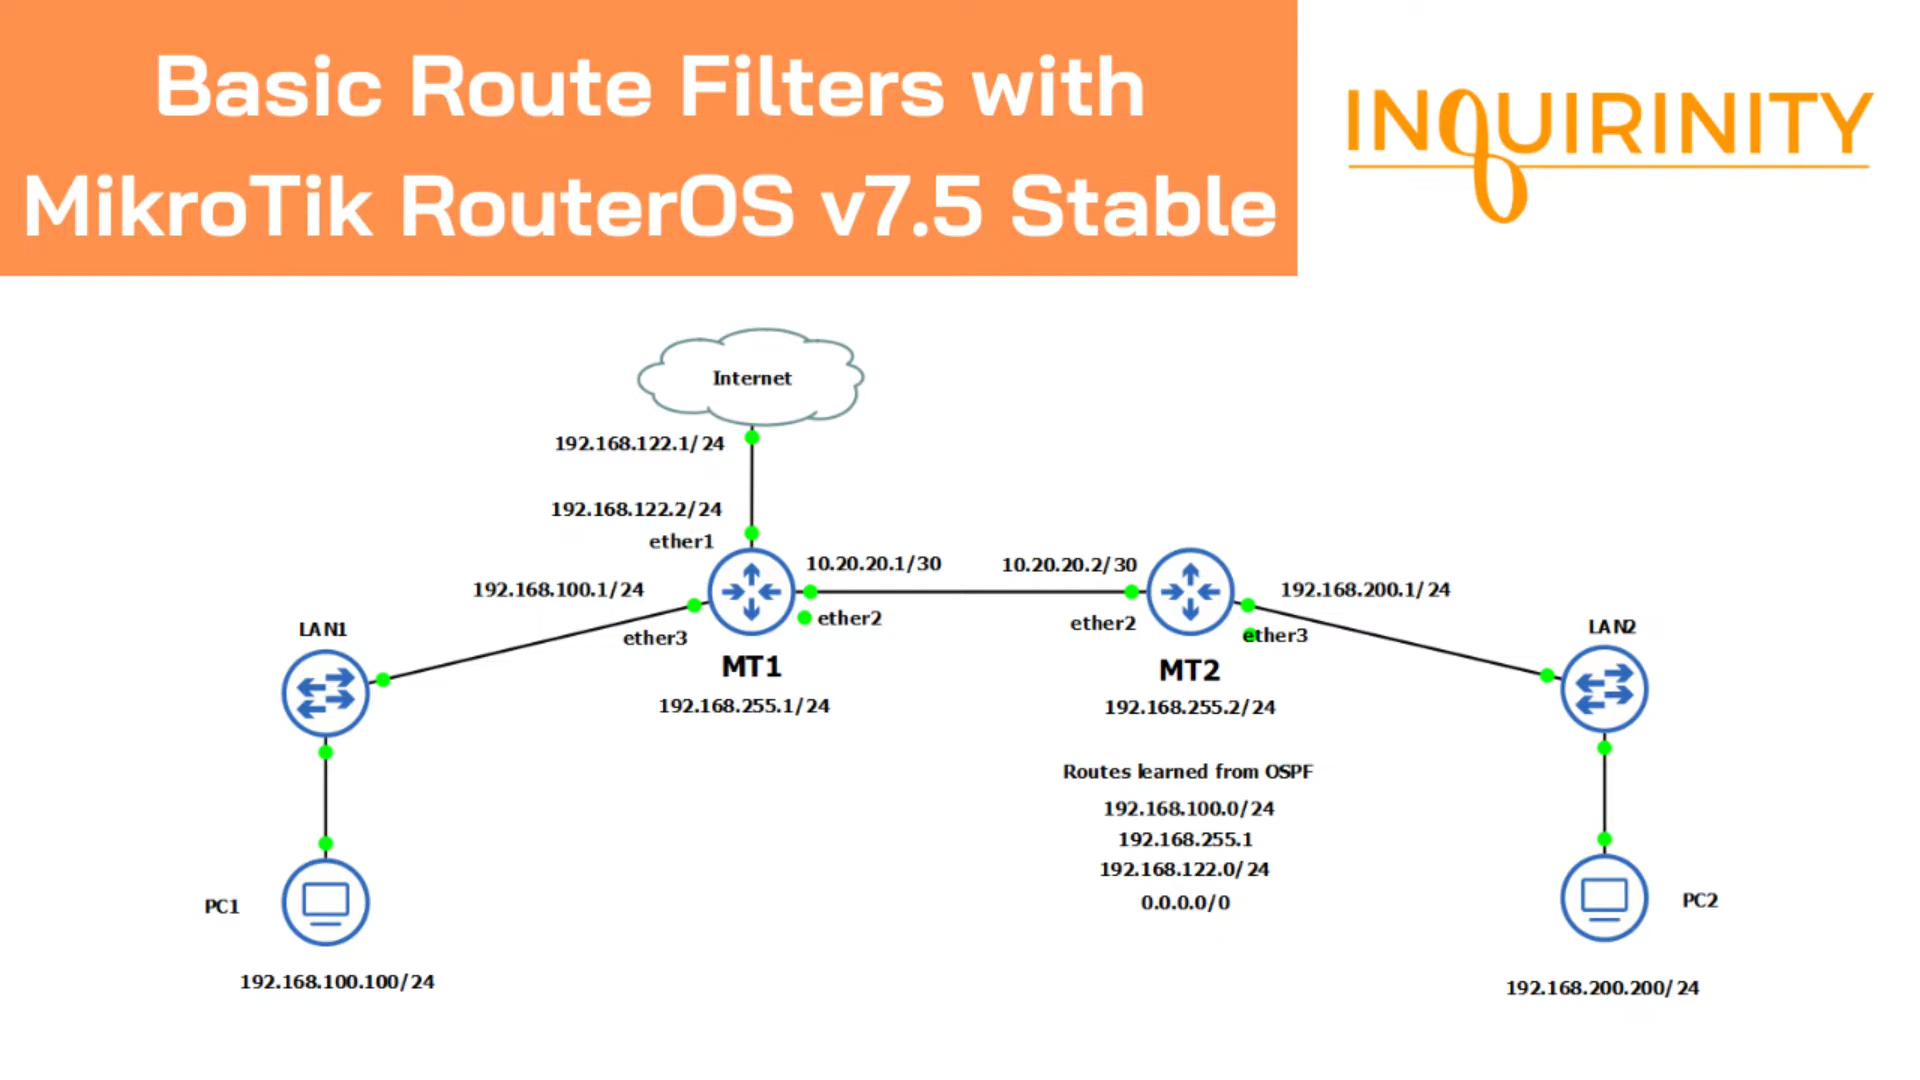 Basic Route Filters with
MikroTik RouterOS v7.5 Stable
INQUIRINITY
Internet
192.168.122.1/24
192.168.122.2/24
ether1
10.20.20.1/30
10.20.20.2/30
192.168.100.1/24
192.168.200.1/24
ether2
ether2
ether3
ether3
LAN1
LAN2
MT1
MT2
192.168.255.1/24
192.168.255.2/24
Routes learned from OSPF
192.168.100.0/24
192.168.255.1
192.168.122.0/24
0.0.0.0/0
PC1
PC2
192.168.100.100/24
192.168.200.200/24